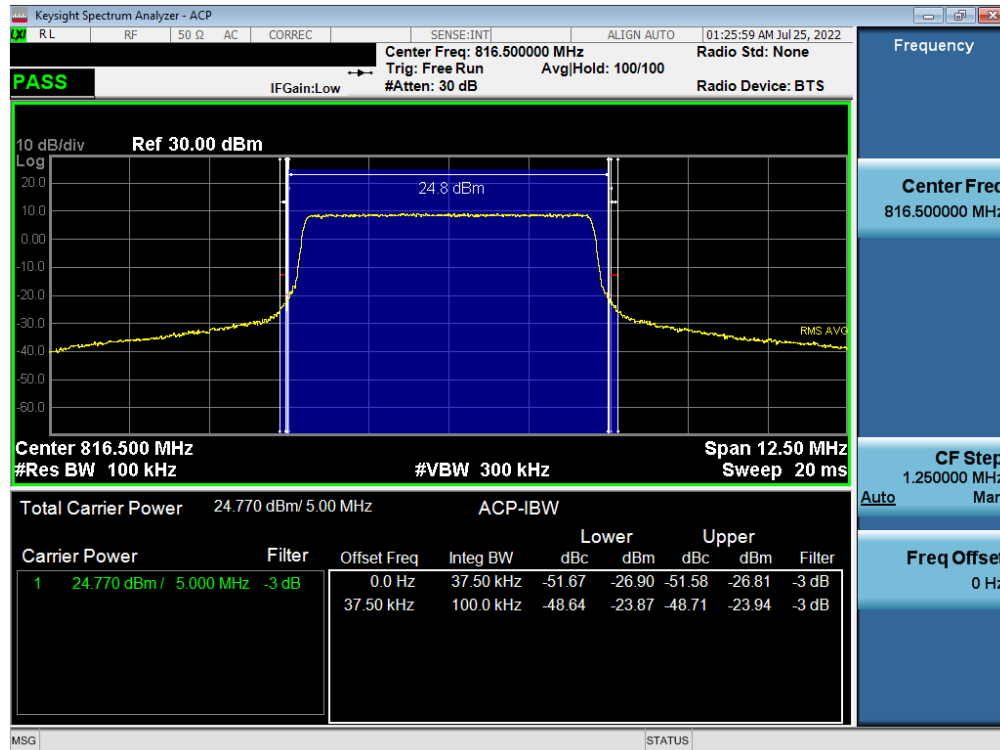 Keysight Spectrum Analyzer - ACP
LXI RL RF 50 Ω AC CORREC SENSE:INT ALIGN AUTO 01:25:59 AM Jul 25, 2022
Center Freq: 816.500000 MHz Radio Std: None
Trig: Free Run Avg|Hold: 100/100
PASS
IFGain:Low #Atten: 30 dB Radio Device: BTS
Frequency
10 dB/div Ref 30.00 dBm
Log
20.0
24.8 dBm
10.0
0.00
-10.0
-20.0
-30.0
RMS AVG
-40.0
-50.0
-60.0
Center 816.500 MHz Span 12.50 MHz
#Res BW 100 kHz #VBW 300 kHz Sweep 20 ms
Center Freq
816.500000 MHz
CF Step
1.250000 MHz
Auto Man
Freq Offset
0 Hz
Total Carrier Power 24.770 dBm/ 5.00 MHz ACP-IBW
Lower Upper
Carrier Power Filter Offset Freq Integ BW dBc dBm dBc dBm Filter
1 24.770 dBm / 5.000 MHz -3 dB 0.0 Hz 37.50 kHz -51.67 -26.90 -51.58 -26.81 -3 dB
37.50 kHz 100.0 kHz -48.64 -23.87 -48.71 -23.94 -3 dB
MSG STATUS